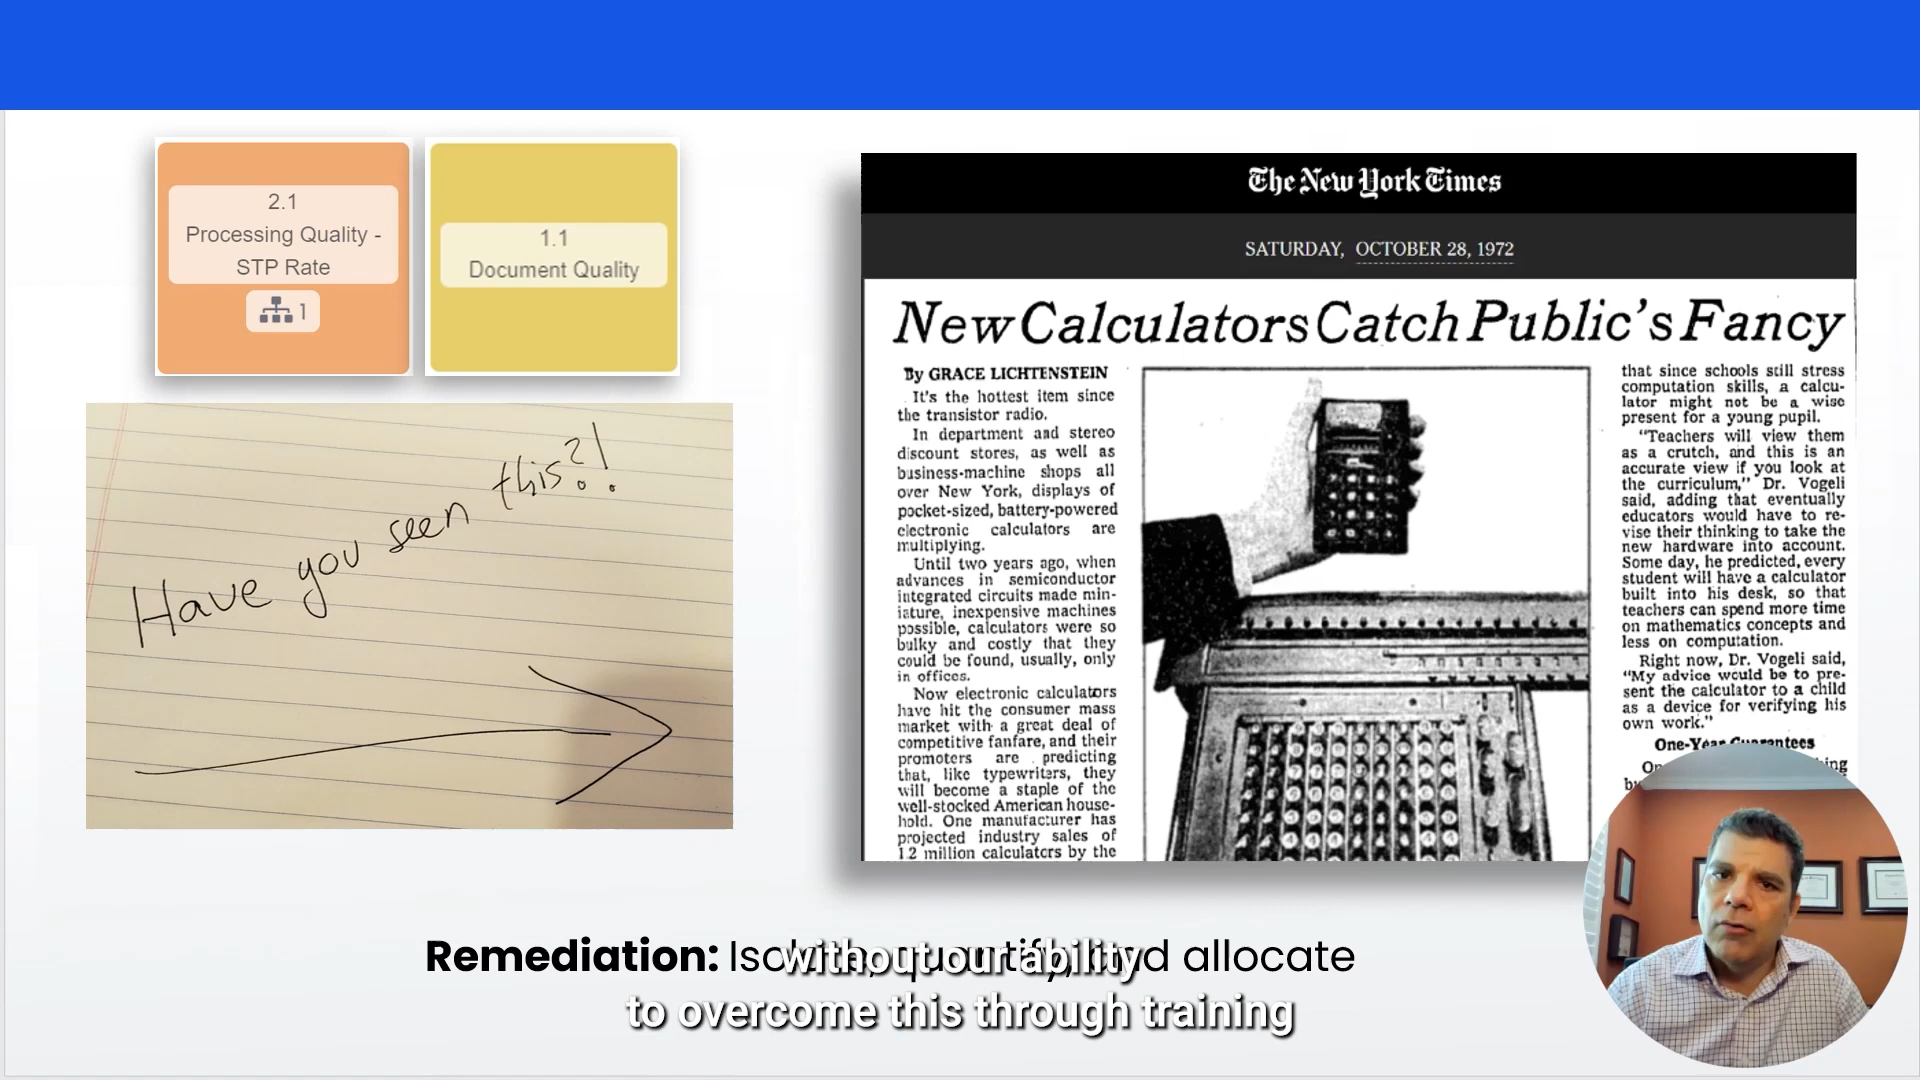 2.1
Processing Quality -
STP Rate
1
1.1
Document Quality
Have you seen this?!
The New York Times
SATURDAY, OCTOBER 28, 1972
New Calculators Catch Public's Fancy
By GRACE LICHTENSTEIN
It's the hottest item since
the transistor radio.
In department and stereo
discount stores, as well as
business-machine shops all
over New York, displays of
pocket-sized, battery-powered
electronic calculators are
multiplying.
Until two years ago, when
advances in semiconductor
integrated circuits made min-
iature, inexpensive machines
possible, calculators were so
bulky and costly that they
could be found, usually, only
in offices.
Now electronic calculators
have hit the consumer mass
market with a great deal of
competitive fanfare, and their
promoters are predicting
that, like typewriters, they
will become a staple of the
well-stocked American house-
hold. One manufacturer has
projected industry sales of
12 million calculators by the
that since schools still stress
computation skills, a calcu-
lator might not be a wise
present for a young pupil.
"Teachers will view them
as a crutch, and this is an
accurate view if you look at
the curriculum," Dr. Vogeli
said, adding that eventually
educators would have to re-
vise their thinking to take the
new hardware into account.
Some day, he predicted, every
student will have a calculator
built into his desk, so that
teachers can spend more time
on mathematics concepts and
less on computation.
Right now, Dr. Vogeli said,
"My advice would be to pre-
sent the calculator to a child
as a device for verifying his
own work."
One-Year Guarantees
Remediation: Isolate, quantify, and allocate
without our ability
to overcome this through training